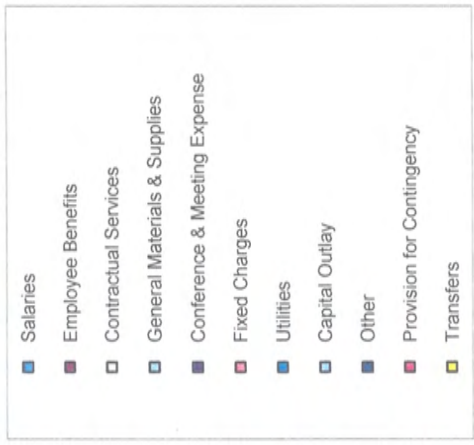 Salaries
Employee Benefits
Contractual Services
General Materials & Supplies
Conference & Meeting Expense
Fixed Charges
Utilities
Capital Outlay
Other
Provision for Contingency
Transfers